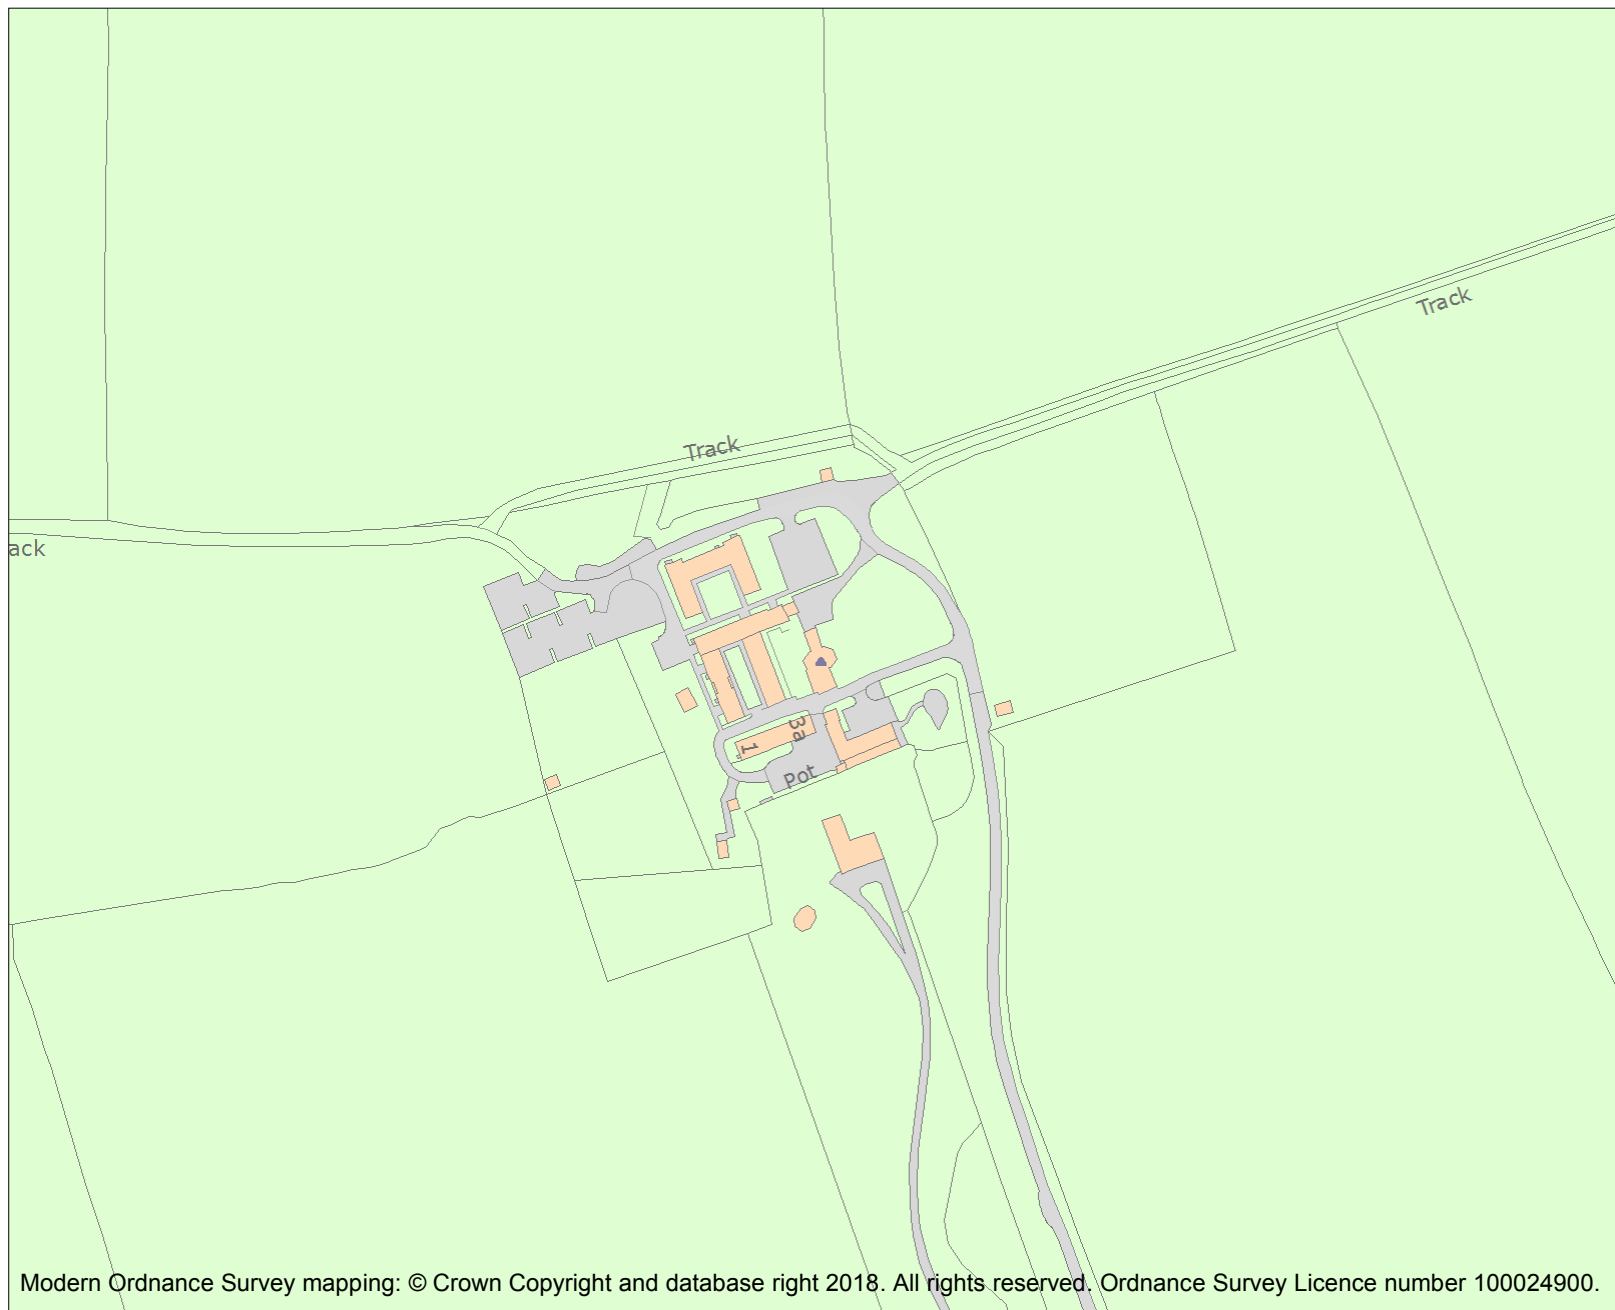 Track
Track
ack
3a
1
Pot
Modern Ordnance Survey mapping: © Crown Copyright and database right 2018. All rights reserved. Ordnance Survey Licence number 100024900.